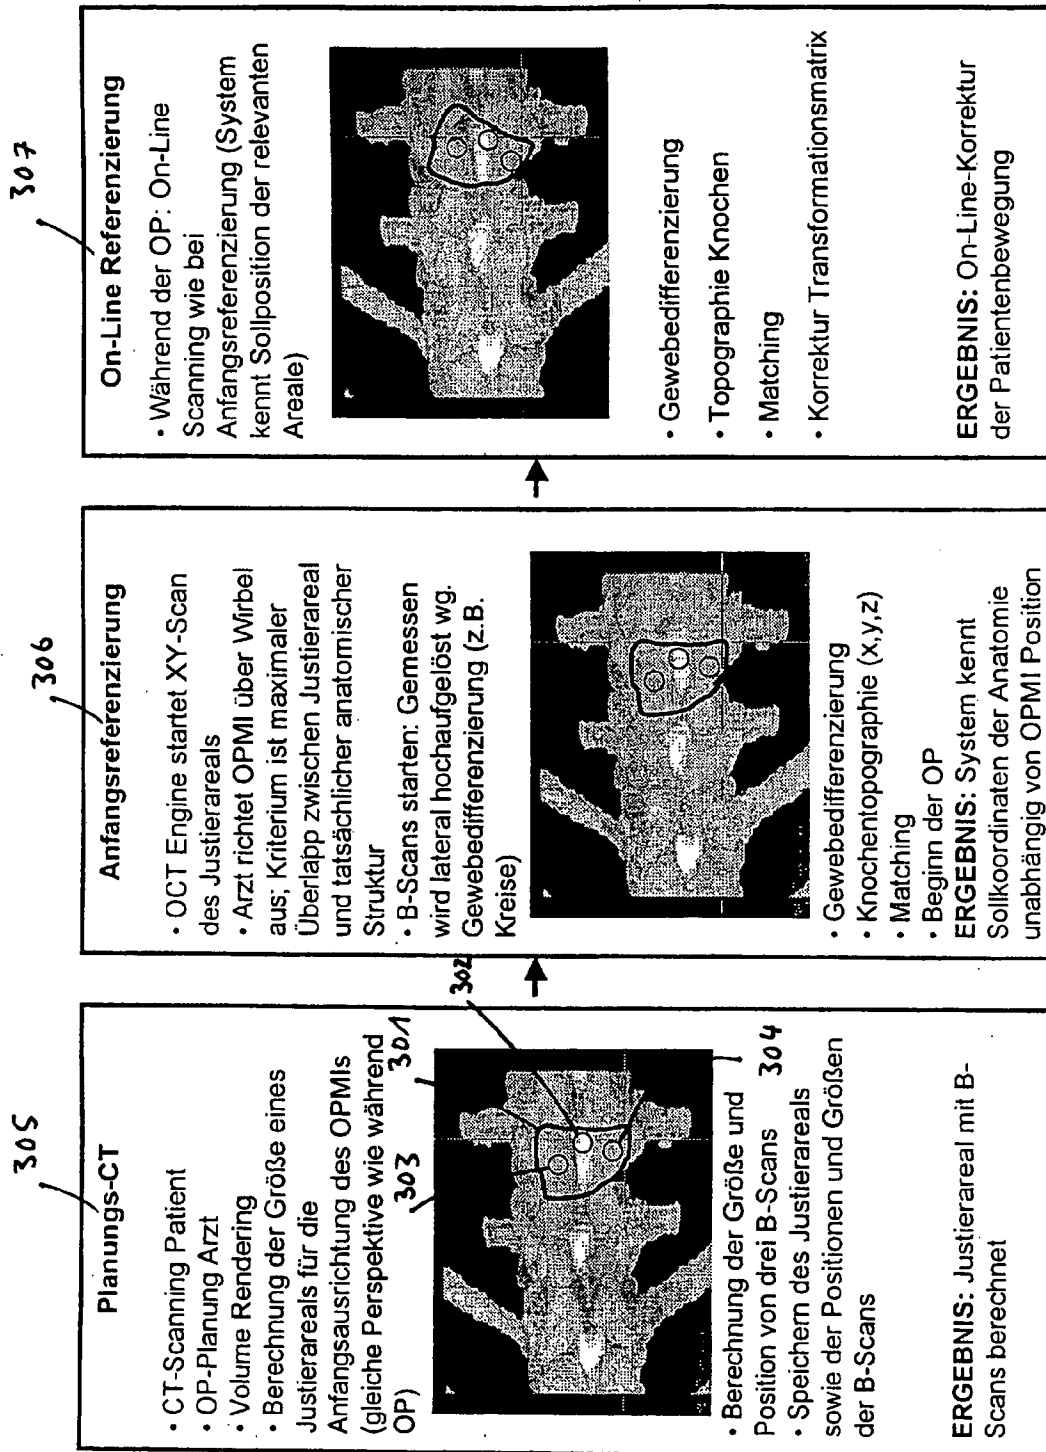 305
Planungs-CT
• CT-Scanning Patient
• OP-Planung Arzt
• Volume Rendering
• Berechnung der Größe eines
Justierareals für die
Anfangsausrichtung des OPMIs
(gleiche Perspektive wie während
OP)
303
301
302
304
• Berechnung der Größe und
Position von drei B-Scans
• Speichern des Justierareals
sowie der Positionen und Größen
der B-Scans
ERGEBNIS: Justierareal mit B-
Scans berechnet
306
Anfangsreferenzierung
• OCT Engine startet XY-Scan
des Justierareals
• Arzt richtet OPMI über Wirbel
aus; Kriterium ist maximaler
Überlapp zwischen Justierareal
und tatsächlicher anatomischer
Struktur
• B-Scans starten: Gemessen
wird lateral hochaufgelöst wg.
Gewebedifferenzierung (z.B.
Kreise)
• Gewebedifferenzierung
• Knochentopographie (x,y,z)
• Matching
• Beginn der OP
ERGEBNIS: System kennt
Sollkoordinaten der Anatomie
unabhängig von OPMI Position
307
On-Line Referenzierung
• Während der OP: On-Line
Scanning wie bei
Anfangsreferenzierung (System
kennt Sollposition der relevanten
Areale)
• Gewebedifferenzierung
• Topographie Knochen
• Matching
• Korrektur Transformationsmatrix
ERGEBNIS: On-Line-Korrektur
der Patientenbewegung